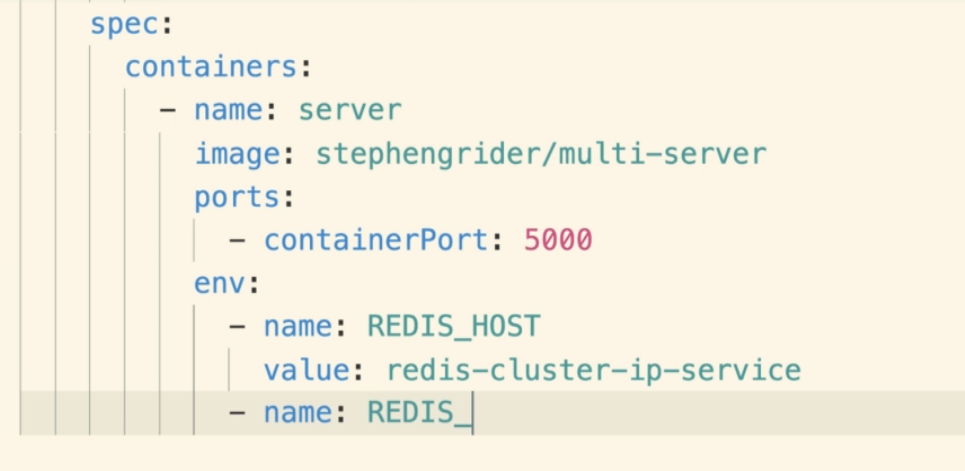 spec:
containers:
- name: server
image: stephengrider/multi-server
ports:
- containerPort: 5000
env:
- name: REDIS_HOST
value: redis-cluster-ip-service
- name: REDIS_